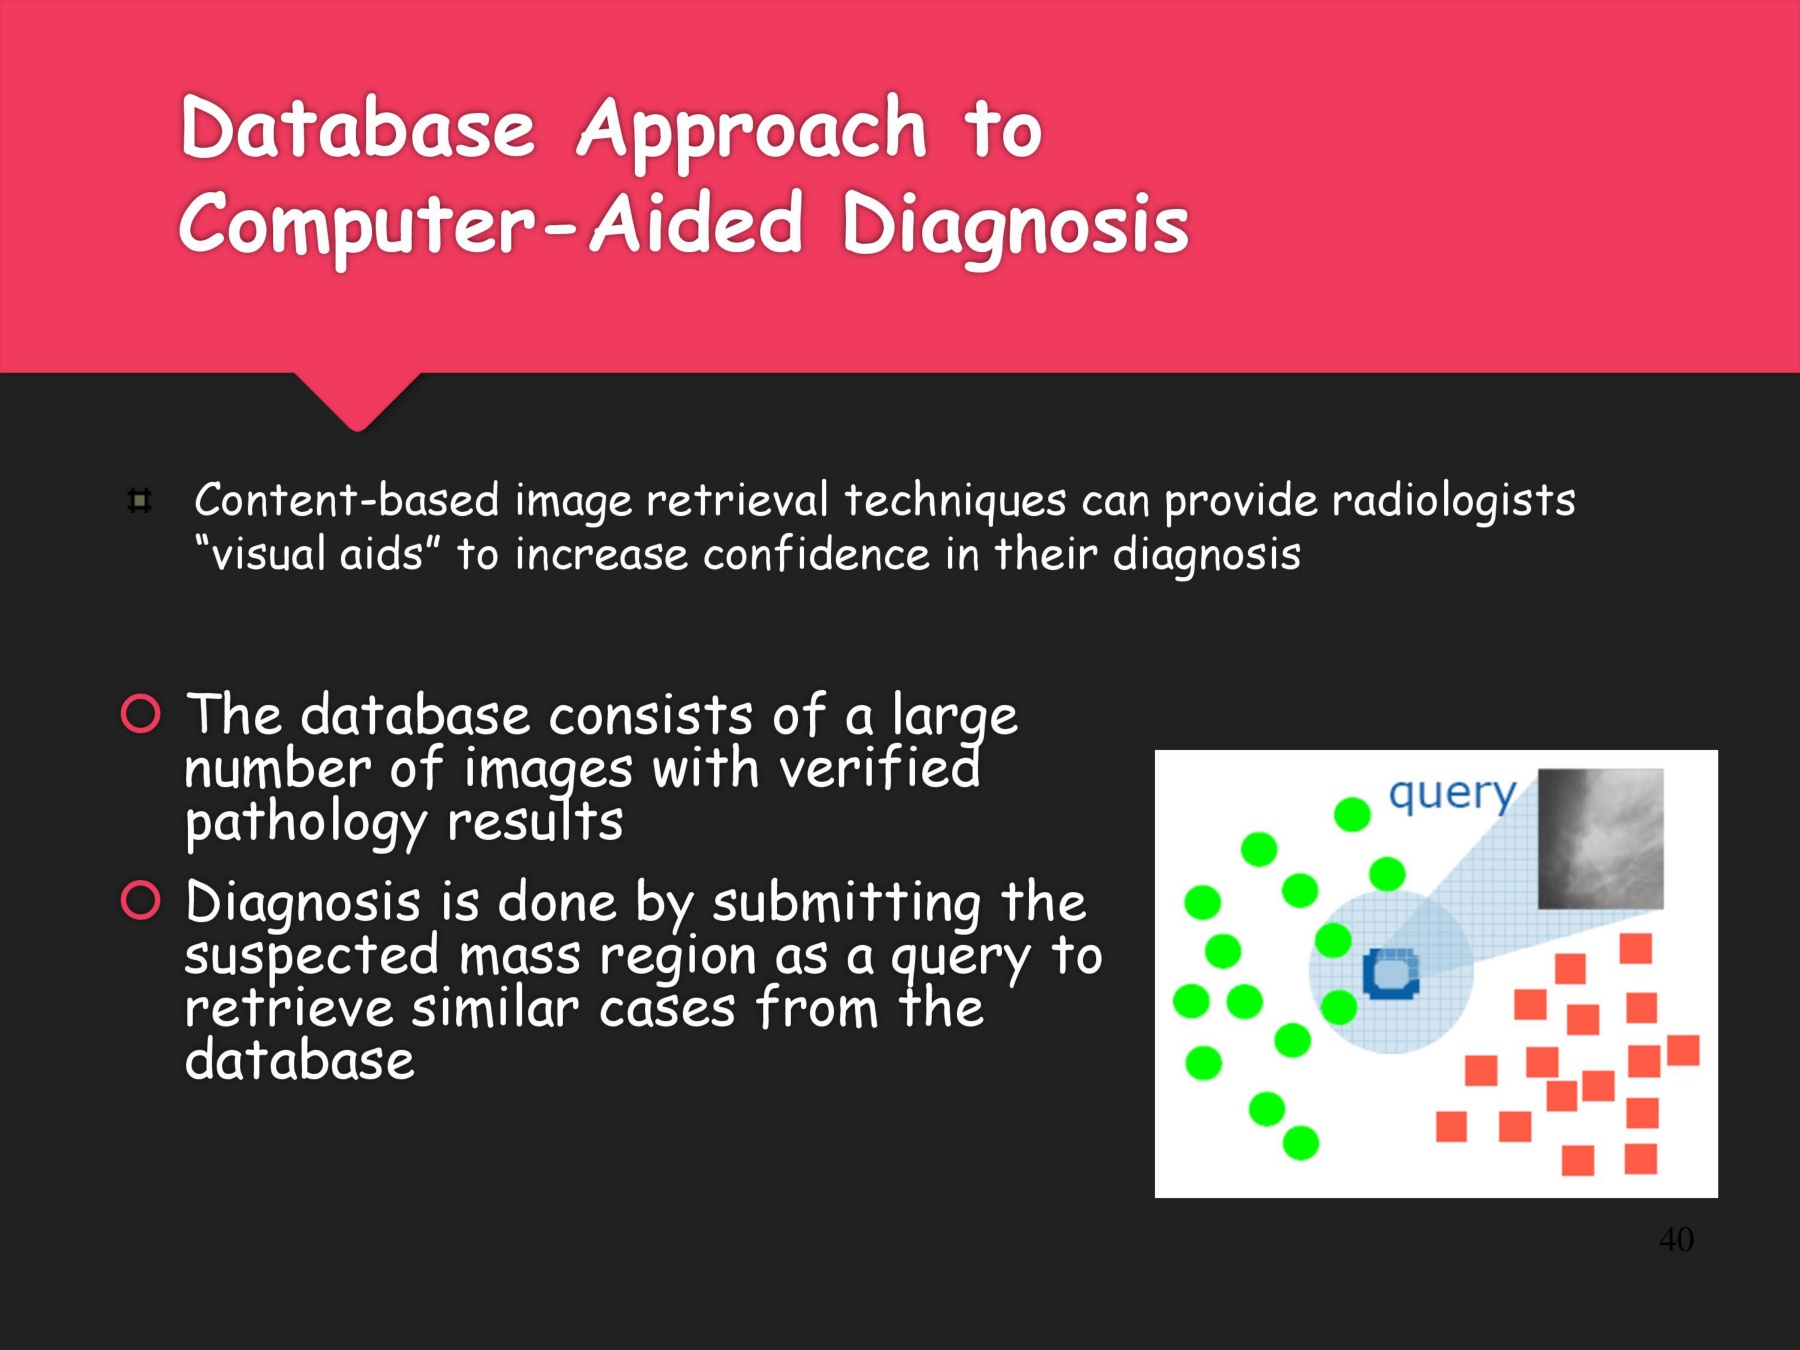 Database Approach to
Computer-Aided Diagnosis
Content-based image retrieval techniques can provide radiologists
“visual aids” to increase confidence in their diagnosis
The database consists of a large
number of images with verified
pathology results
Diagnosis is done by submitting the
suspected mass region as a query to
retrieve similar cases from the
database
query
40